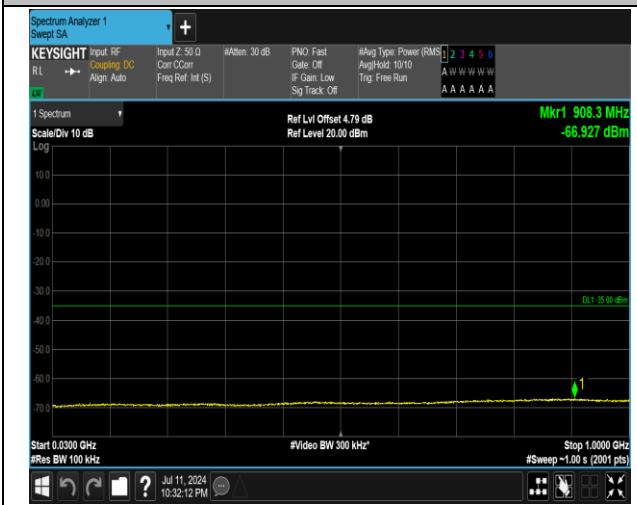 Spectrum Analyzer 1
Swept SA
+
KEYSIGHT
RL
Input: RF
Coupling: DC
Align: Auto
Input Z: 50 Ω
Corr CCorr
Freq Ref: Int (S)
#Atten: 30 dB
PNO: Fast
Gate: Off
IF Gain: Low
Sig Track: Off
#Avg Type: Power (RMS
Avg|Hold: 10/10
Trig: Free Run
1 2 3 4 5 6
A W W W W W
A A A A A A
1 Spectrum
Scale/Div 10 dB
Log
Ref Lvl Offset 4.79 dB
Ref Level 20.00 dBm
Mkr1 908.3 MHz
-66.927 dBm
10.0
0.00
-10.0
-20.0
-30.0
DL1 -35.00 dBm
-40.0
-50.0
-60.0
1
-70.0
Start 0.0300 GHz
#Res BW 100 kHz
#Video BW 300 kHz*
Stop 1.0000 GHz
#Sweep ~1.00 s (2001 pts)
?
Jul 11, 2024
10:32:12 PM